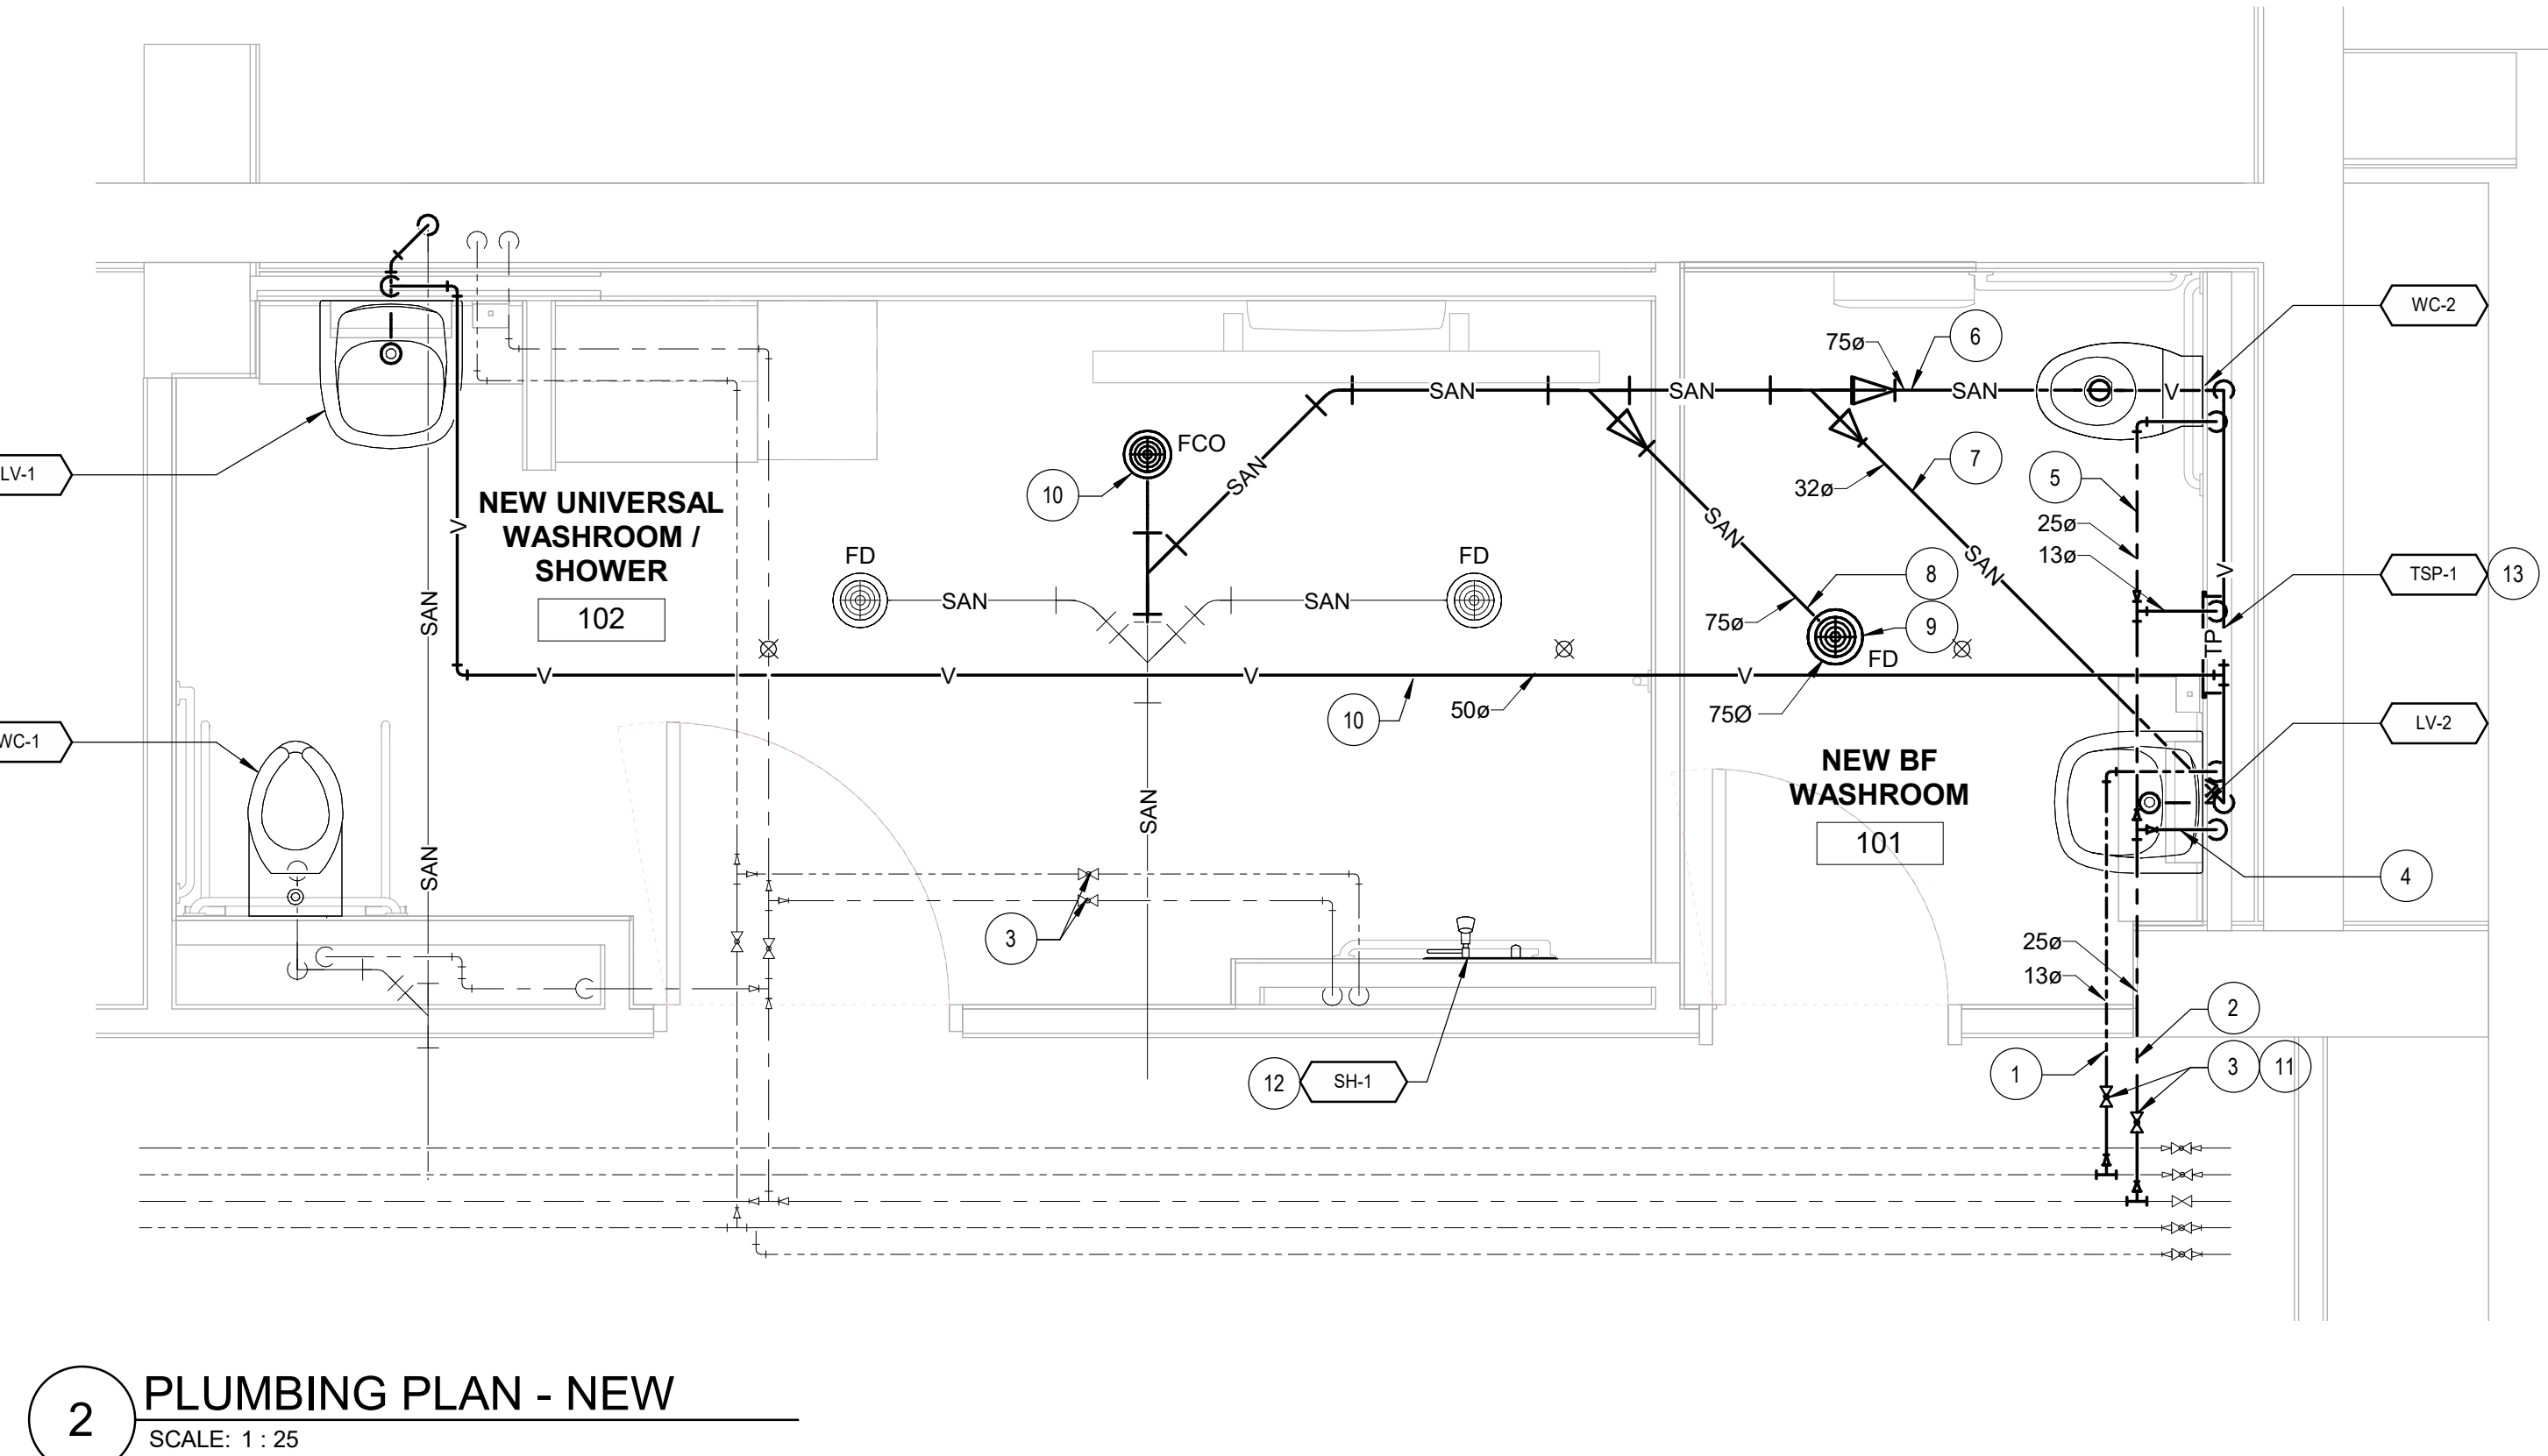 WC-2
75ø
6
SAN
SAN
SAN
V
FCO
SAN
10
32ø
7
5
LV-1
25ø
13ø
NEW UNIVERSAL
WASHROOM /
SHOWER
102
V
SAN
FD
SAN
SAN
FD
SAN
SAN
75ø
8
9
FD
V
TSP-1
13
TP
V
V
V
V
10
50ø
75Ø
LV-2
WC-1
NEW BF
WASHROOM
101
SAN
SAN
4
3
25ø
13ø
2
1
3
11
12
SH-1
2
PLUMBING PLAN - NEW
SCALE: 1 : 25